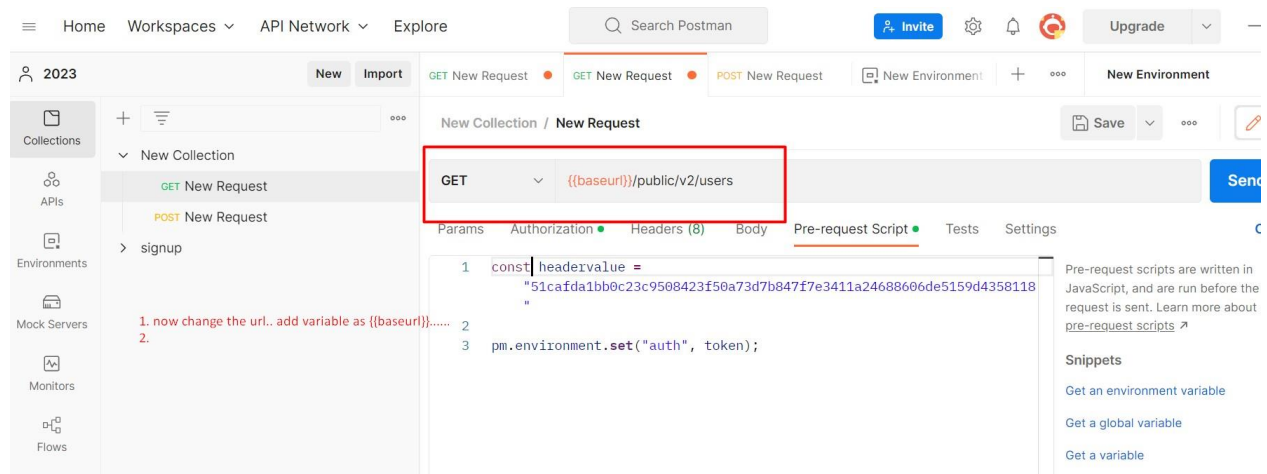 Home Workspaces API Network Explore Search Postman Invite Upgrade
2023 New Import GET New Request GET New Request POST New Request New Environment New Environment
Collections
New Collection / New Request Save
New Collection
GET New Request
POST New Request
signup
APIs
Environments
Mock Servers
Monitors
Flows
1. now change the url.. add variable as {{baseurl}}......
2.
GET {{baseurl}}/public/v2/users Send
Params Authorization Headers (8) Body Pre-request Script Tests Settings C
1 const headervalue =
"51cafda1bb0c23c9508423f50a73d7b847f7e3411a24688606de5159d4358118
"
2
3 pm.environment.set("auth", token);
Pre-request scripts are written in
JavaScript, and are run before the
request is sent. Learn more about
pre-request scripts
Snippets
Get an environment variable
Get a global variable
Get a variable